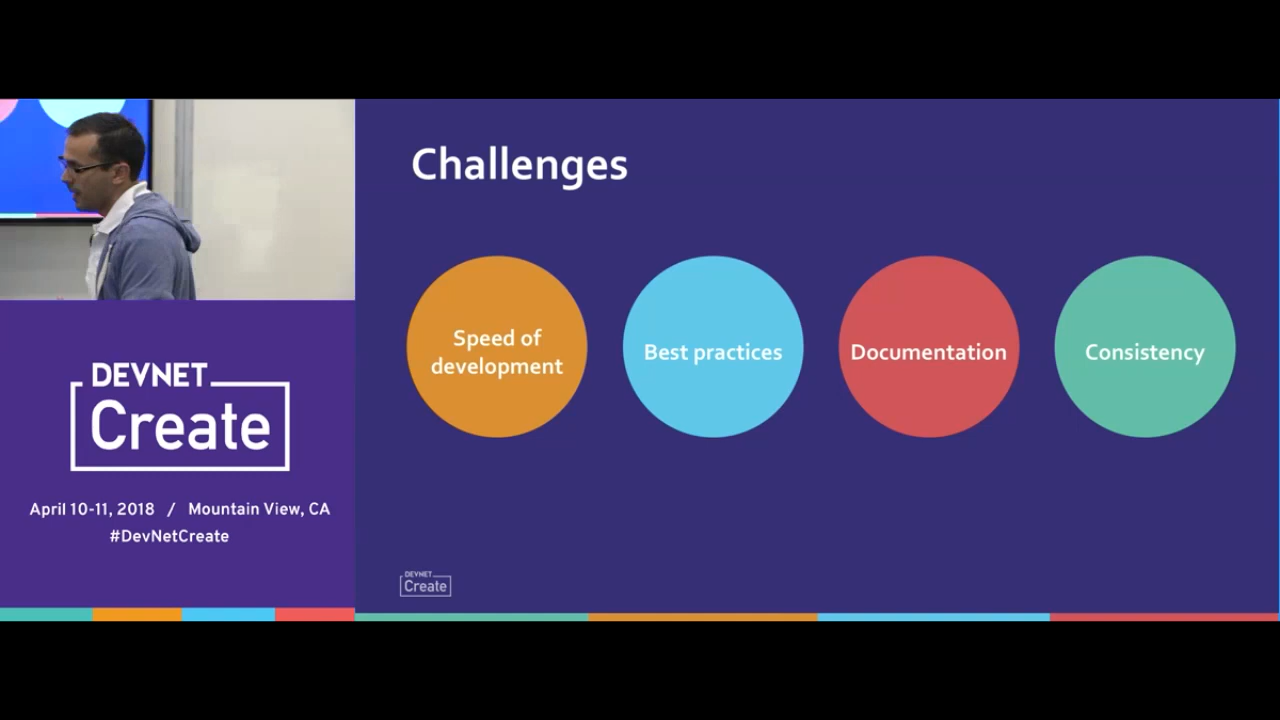 Challenges
Speed of
development
Best practices
Documentation
Consistency
DEVNET
Create
April 10-11, 2018 / Mountain View, CA
#DevNetCreate
DEVNET
Create